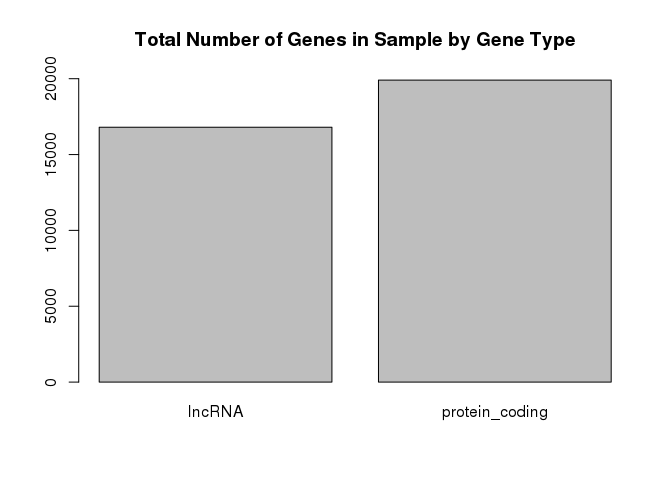 Total Number of Genes in Sample by Gene Type
20000
15000
10000
5000
0
lncRNA
protein_coding